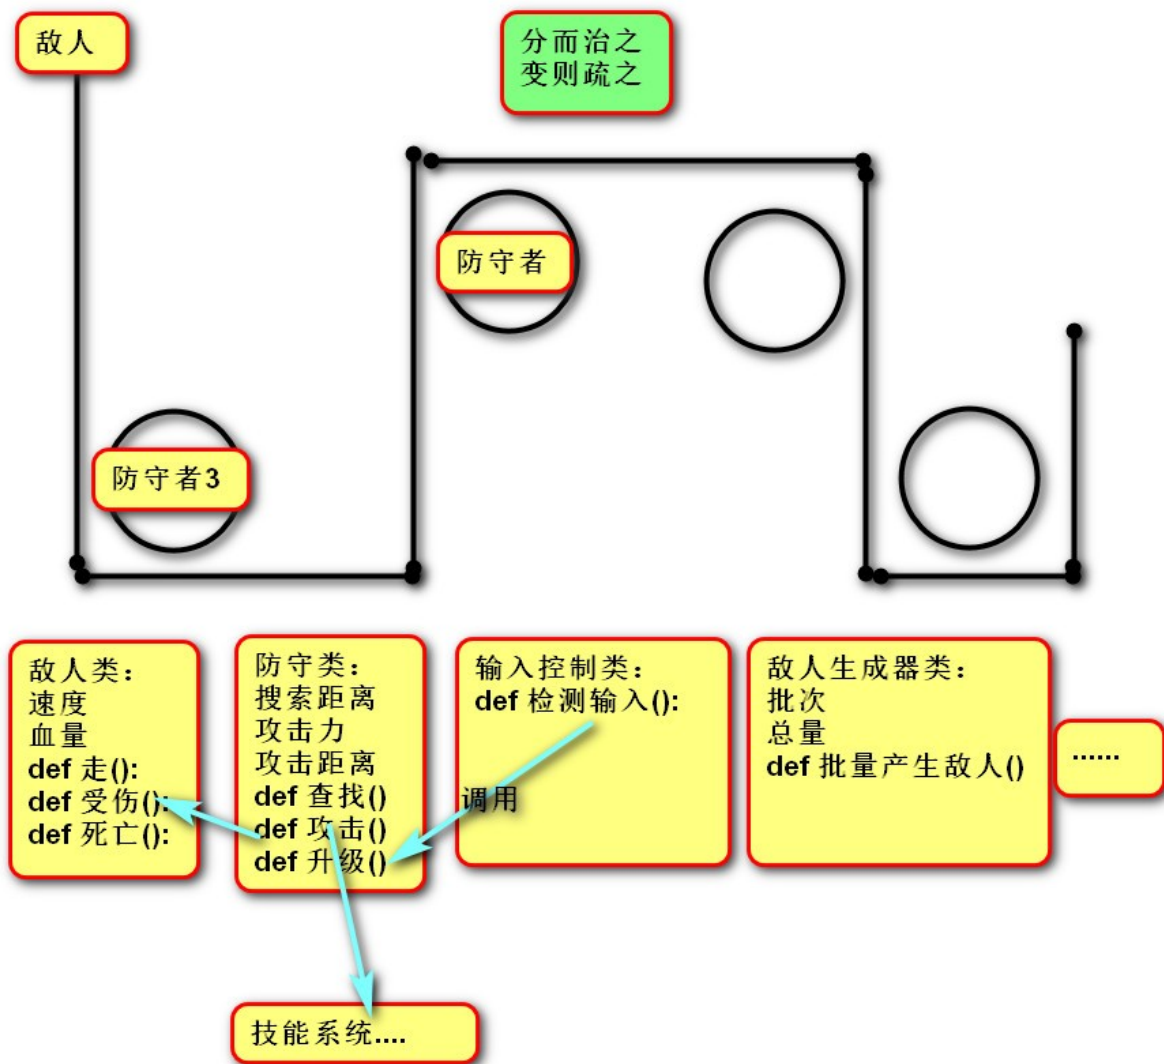 敌人
分而治之
变则疏之
防守者
防守者3
敌人类：
速度
血量
def 走():
def 受伤():
def 死亡():
防守类：
搜索距离
攻击力
攻击距离
def 查找()
def 攻击()
def 升级()
输入控制类：
def 检测输入():
调用
敌人生成器类：
批次
总量
def 批量产生敌人()
......
技能系统....